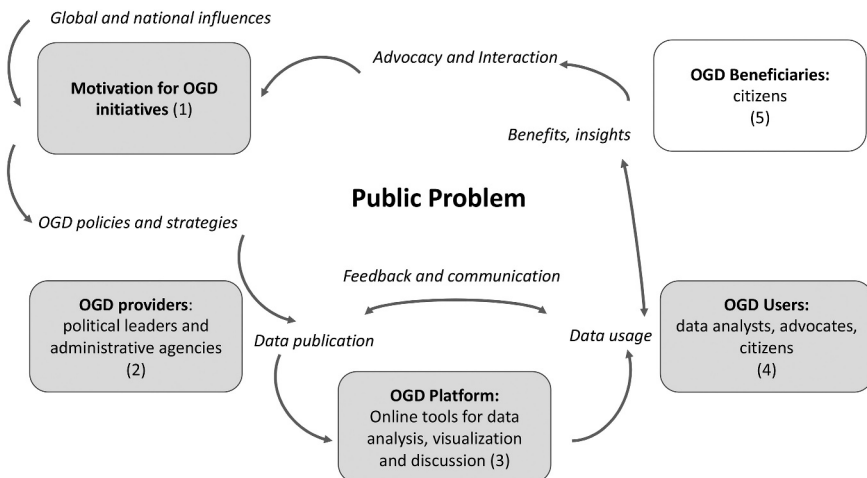 Global and national influences
Motivation for OGD
initiatives (1)
Advocacy and Interaction
OGD Beneficiaries:
citizens
(5)
Benefits, insights
Public Problem
OGD policies and strategies
Feedback and communication
OGD providers:
political leaders and
administrative agencies
(2)
Data publication
Data usage
OGD Users:
data analysts, advocates,
citizens
(4)
OGD Platform:
Online tools for data
analysis, visualization
and discussion (3)